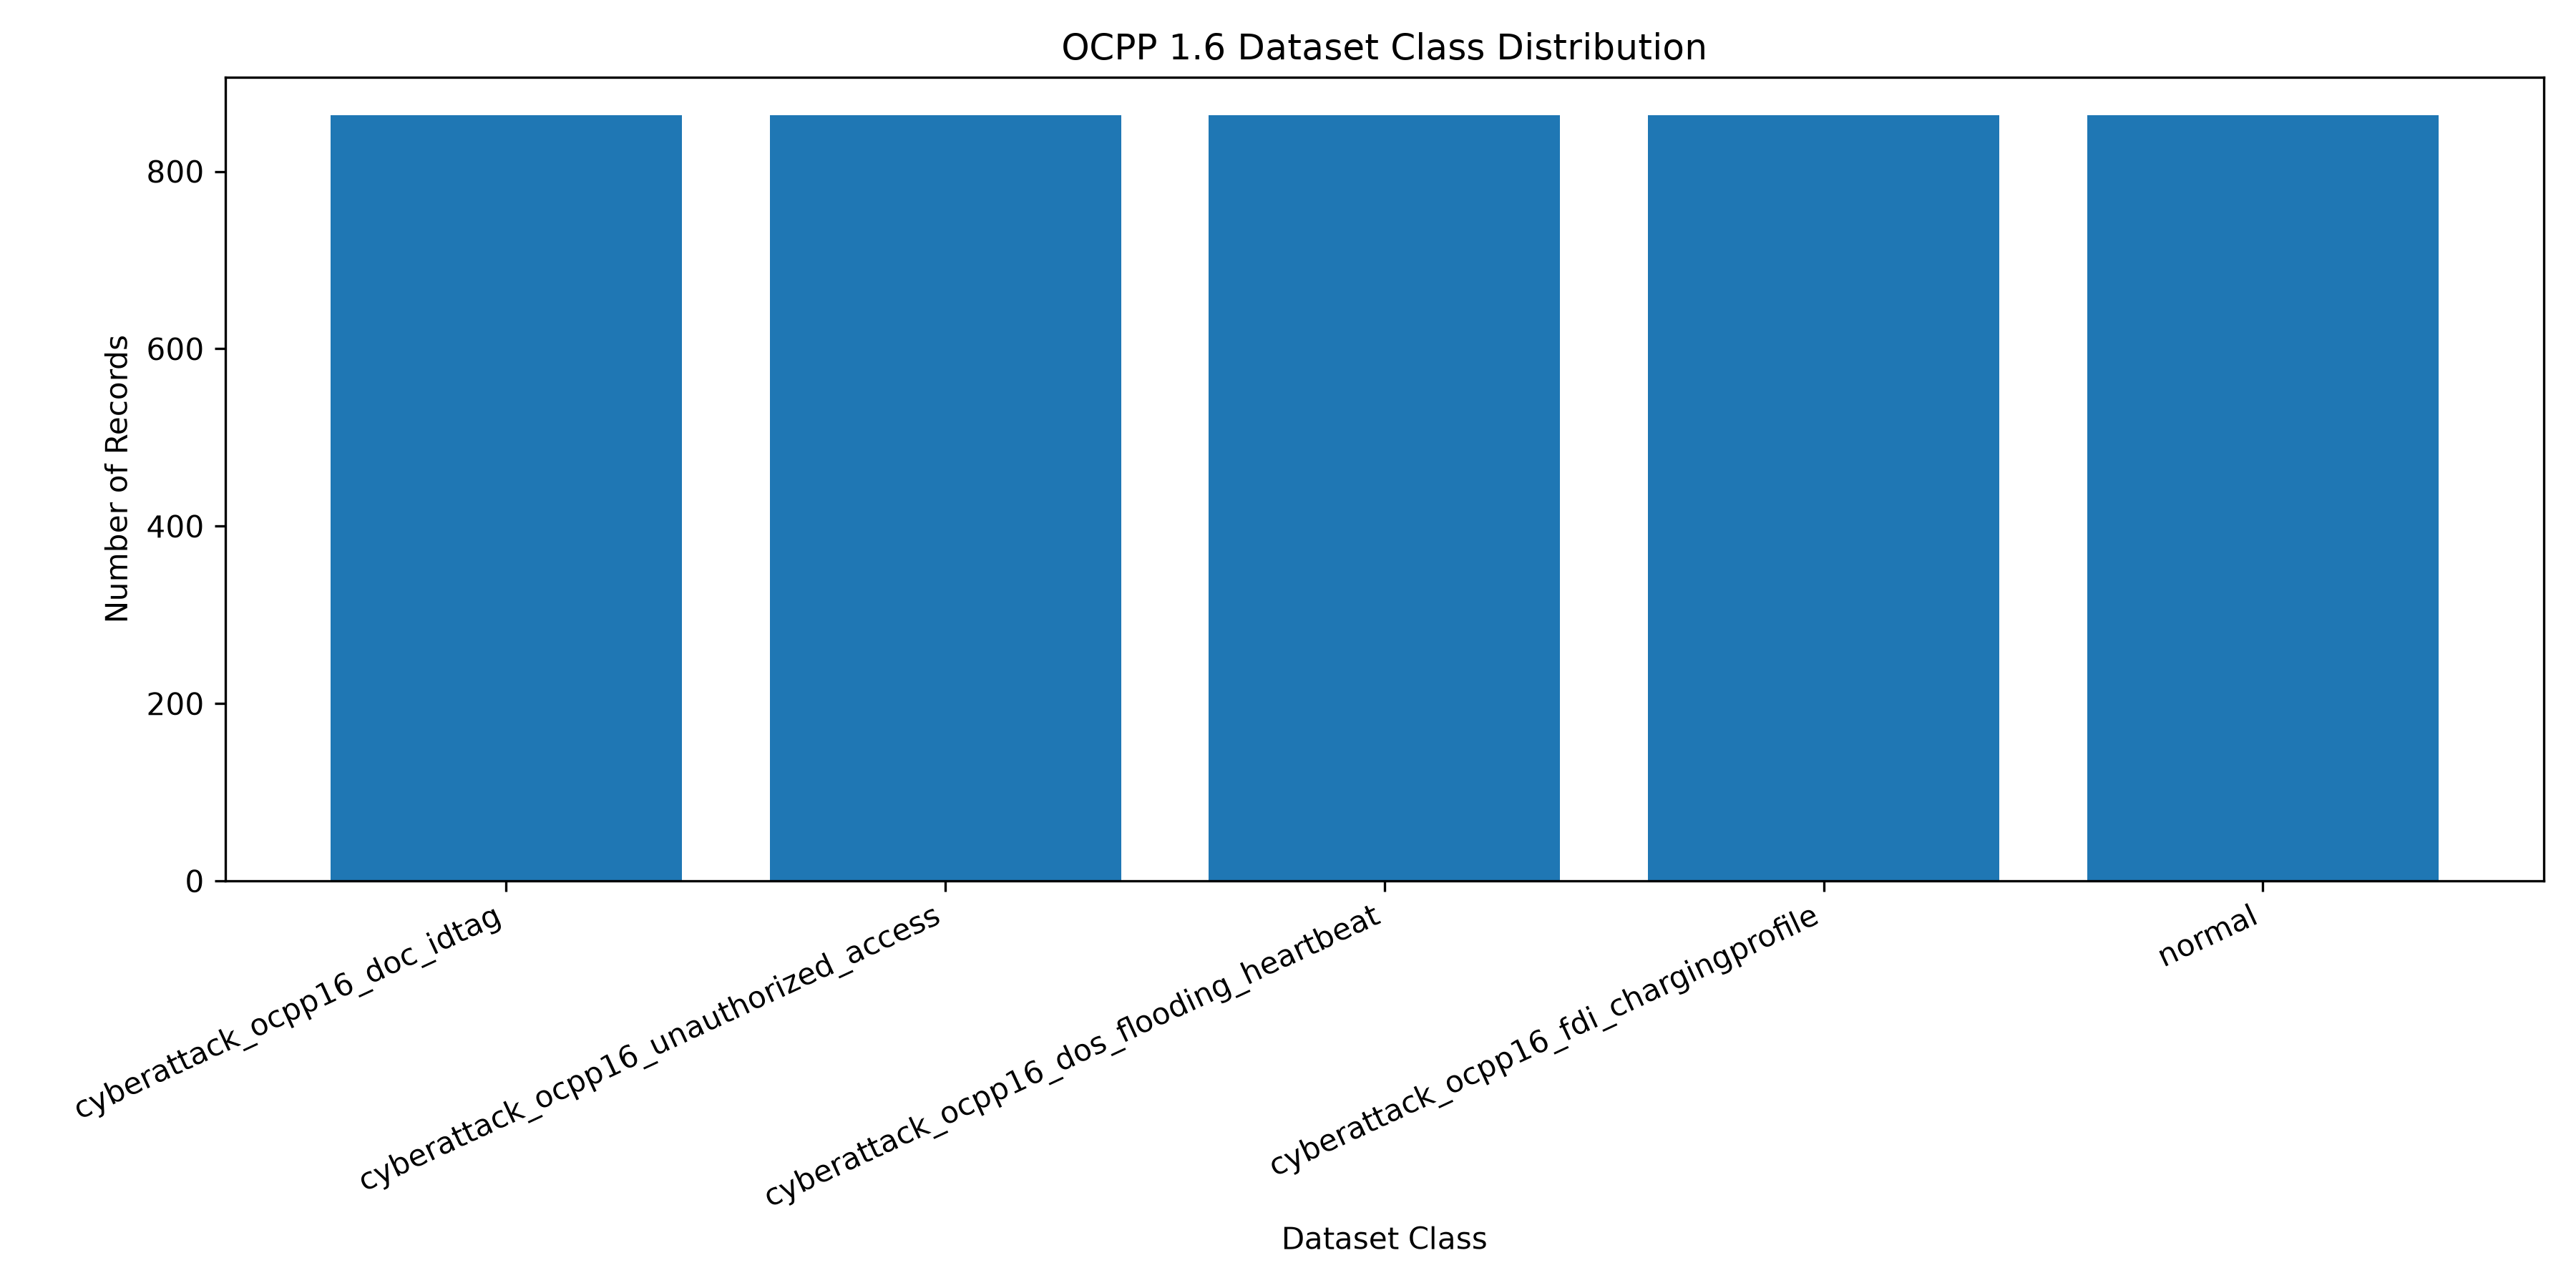 OCPP 1.6 Dataset Class Distribution
Number of Records
800
600
400
200
0
cyberattack_ocpp16_doc_idtag
cyberattack_ocpp16_unauthorized_access
cyberattack_ocpp16_dos_flooding_heartbeat
cyberattack_ocpp16_fdi_chargingprofile
normal
Dataset Class